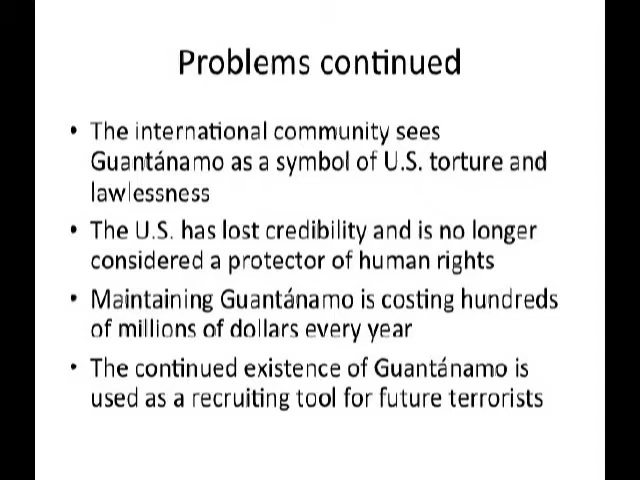 Problems continued
• The international community sees
Guantánamo as a symbol of U.S. torture and
lawlessness
• The U.S. has lost credibility and is no longer
considered a protector of human rights
• Maintaining Guantánamo is costing hundreds
of millions of dollars every year
• The continued existence of Guantánamo is
used as a recruiting tool for future terrorists